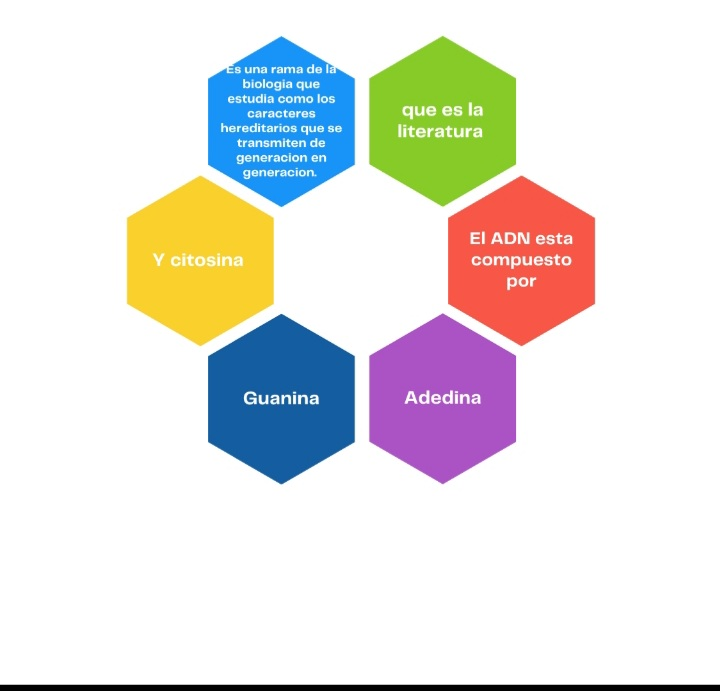 Es una rama de la
biologia que
estudia como los
caracteres
hereditarios que se
transmiten de
generacion en
generacion.
que es la
literatura
El ADN esta
compuesto
por
Adedina
Guanina
Y citosina